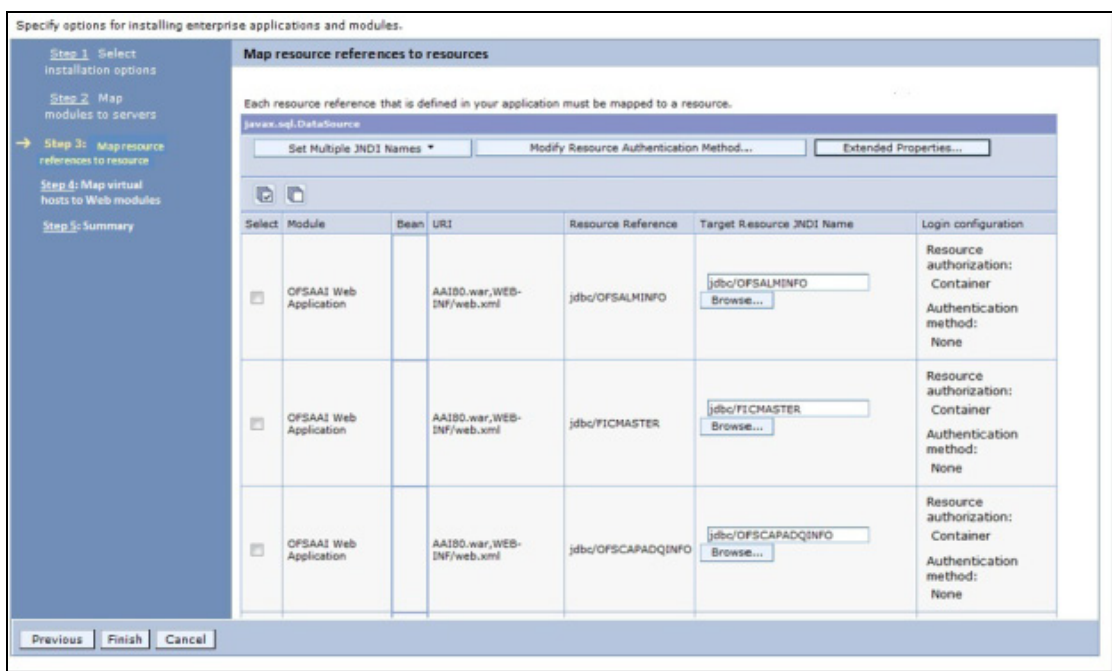 Specify options for installing enterprise applications and modules.
Step 1 Select
installation options
Step 2 Map
modules to servers
Step 3: Map resource
references to resource
Step 4: Map virtual
hosts to Web modules
Step 5: Summary
Map resource references to resources
Each resource reference that is defined in your application must be mapped to a resource.
javax.sql.DataSource
Set Multiple JNDI Names
Modify Resource Authentication Method...
Extended Properties...
Select Module Bean URI Resource Reference Target Resource JNDI Name Login configuration
OFSAAI Web
Application
AAI80.war,WEB-
INF/web.xml
jdbc/OFSALMINFO
jdbc/OFSALMINFO
Browse...
Resource
authorization:
Container
Authentication
method:
None
OFSAAI Web
Application
AAI80.war,WEB-
INF/web.xml
jdbc/FICMASTER
jdbc/FICMASTER
Browse...
Resource
authorization:
Container
Authentication
method:
None
OFSAAI Web
Application
AAI80.war,WEB-
INF/web.xml
jdbc/OFSCAPADQINFO
jdbc/OFSCAPADQINFO
Browse...
Resource
authorization:
Container
Authentication
method:
None
Previous Finish Cancel